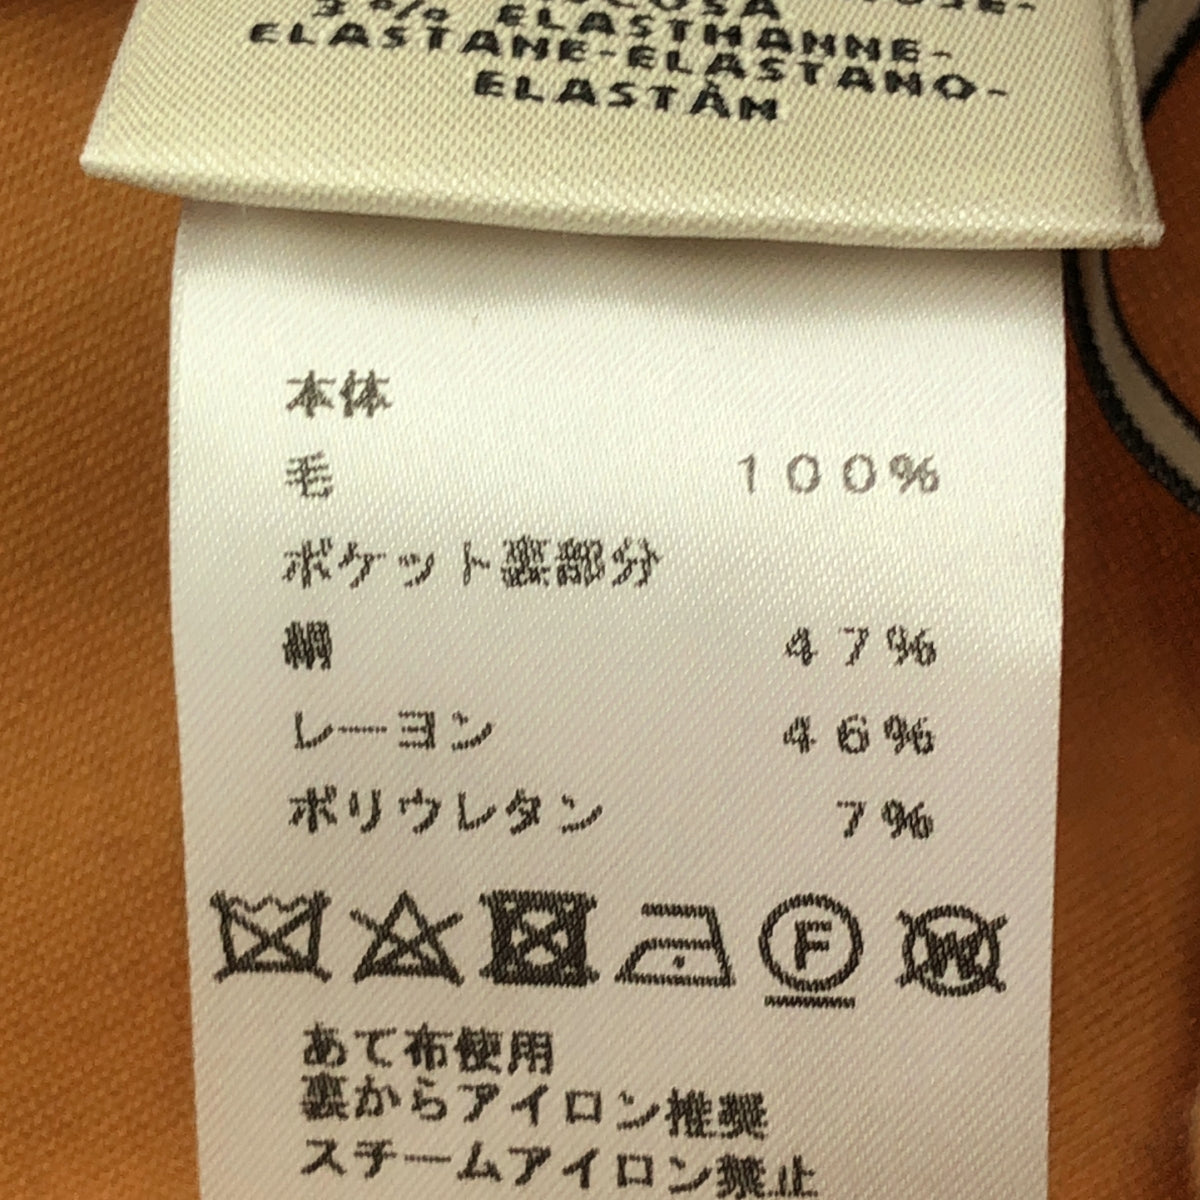 3% ELASTHANNE-
ELASTANE-ELASTANO-
ELASTÀN
本体
毛 100%
ポケット裏部分
絹 47%
レーヨン 46%
ポリウレタン 7%
F W
あて布使用
裏からアイロン推奨
スチームアイロン禁止